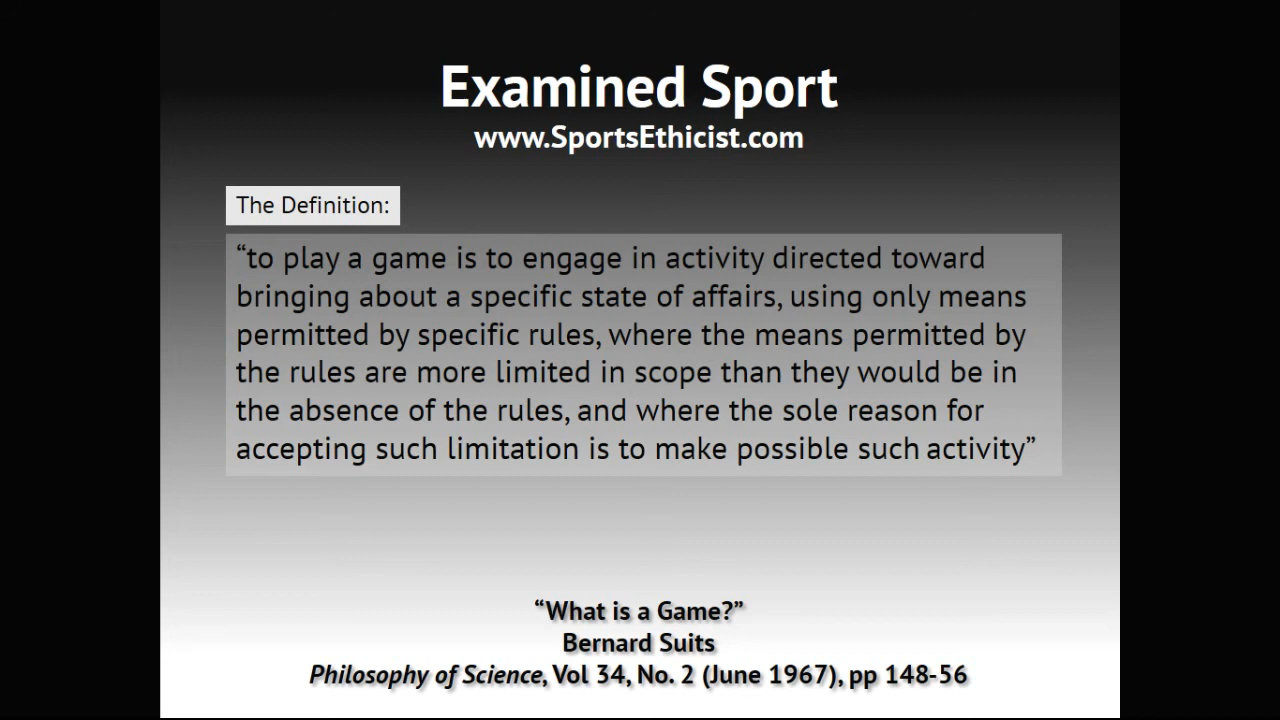 Examined Sport
www.SportsEthicist.com
The Definition:
“to play a game is to engage in activity directed toward
bringing about a specific state of affairs, using only means
permitted by specific rules, where the means permitted by
the rules are more limited in scope than they would be in
the absence of the rules, and where the sole reason for
accepting such limitation is to make possible such activity”
“What is a Game?”
Bernard Suits
Philosophy of Science, Vol 34, No. 2 (June 1967), pp 148-56